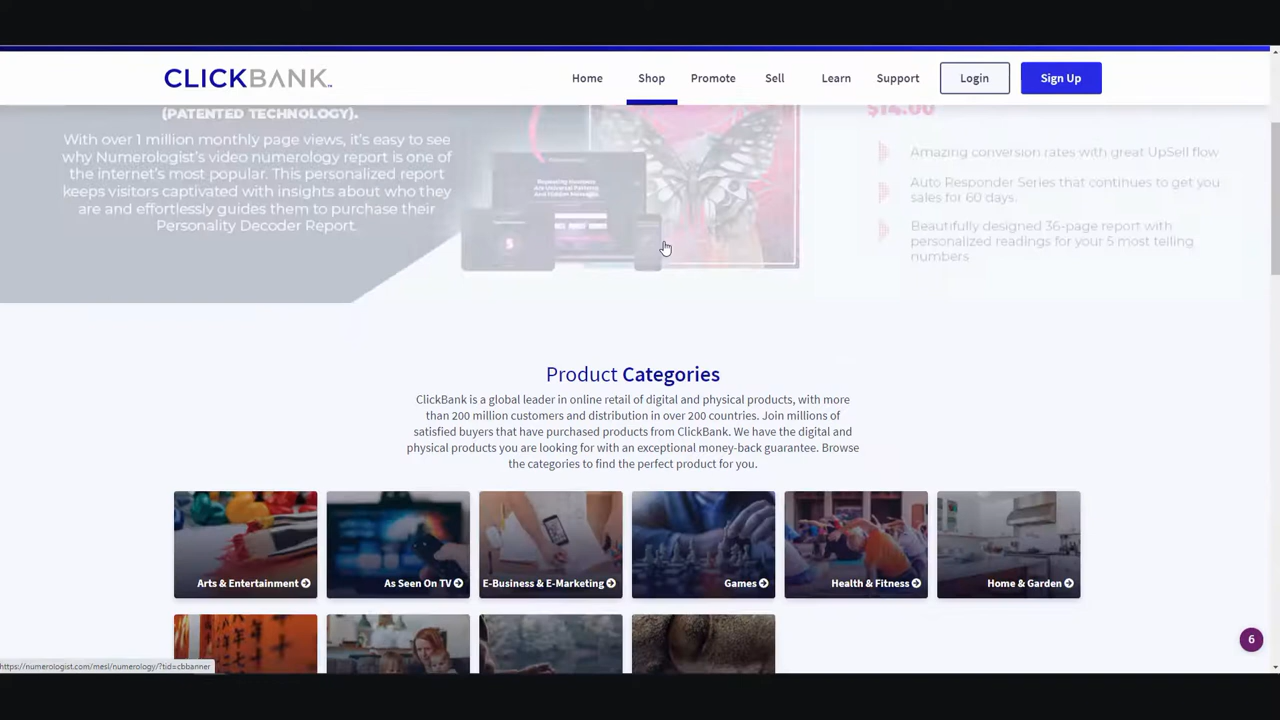 CLICKBANK
Home
Shop
Promote
Sell
Learn
Support
Login
Sign Up
(PATENTED TECHNOLOGY).
With over 1 million monthly page views, it's easy to see
why Numerologist's video numerology report is one of
the internet's most popular. This personalized report
keeps visitors captivated with insights about who they
are and effortlessly guides them to purchase their
Personality Decoder Report.
$14.00
Amazing conversion rates with great UpSell flow
Auto Responder Series that continues to get you
sales for 60 days.
Beautifully designed 36-page report with
personalized readings for your 5 most telling
numbers
Product Categories
ClickBank is a global leader in online retail of digital and physical products, with more
than 200 million customers and distribution in over 200 countries. Join millions of
satisfied buyers that have purchased products from ClickBank. We have the digital and
physical products you are looking for with an exceptional money-back guarantee. Browse
the categories to find the perfect product for you.
Arts & Entertainment
As Seen On TV
E-Business & E-Marketing
Games
Health & Fitness
Home & Garden
6
https://numerologist.com/mesl/numerology/?tid=cbbanner